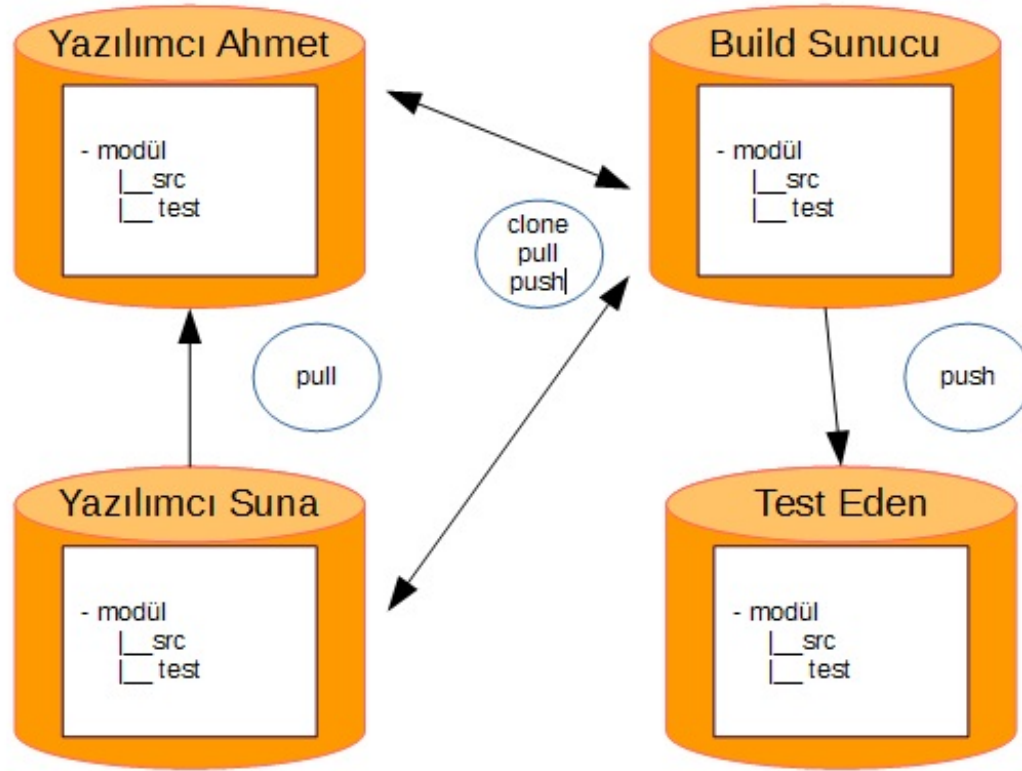 Yazılımcı Ahmet
- modül
|__src
|__ test
Build Sunucu
- modül
|__src
|__ test
clone
pull
push
pull
push
Yazılımcı Suna
- modül
|__src
|__ test
Test Eden
- modül
|__src
|__ test